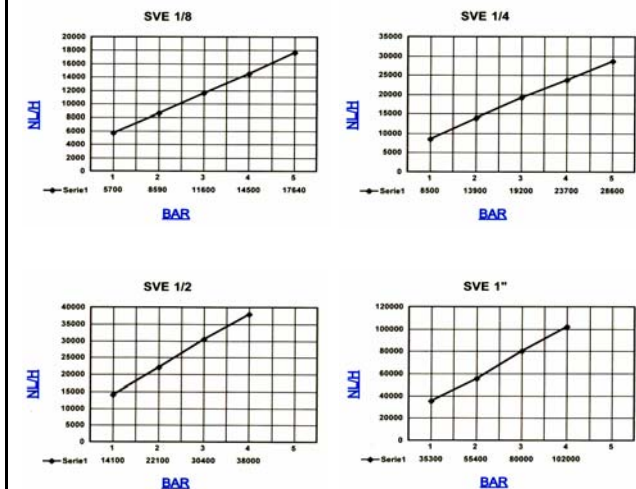 SVE 1/8
20000
18000
16000
14000
12000
10000
8000
6000
4000
2000
0
NL/H
1 2 3 4 5
Serie1 5700 8590 11600 14500 17640
BAR
SVE 1/4
35000
30000
25000
20000
15000
10000
5000
0
NL/H
1 2 3 4 5
Serie1 8500 13900 19200 23700 28600
BAR
SVE 1/2
40000
35000
30000
25000
20000
15000
10000
5000
0
NL/H
1 2 3 4 5
Serie1 14100 22100 30400 38000
BAR
SVE 1"
120000
100000
80000
60000
40000
20000
0
NL/H
1 2 3 4 5
Serie1 35300 55400 80000 102000
BAR